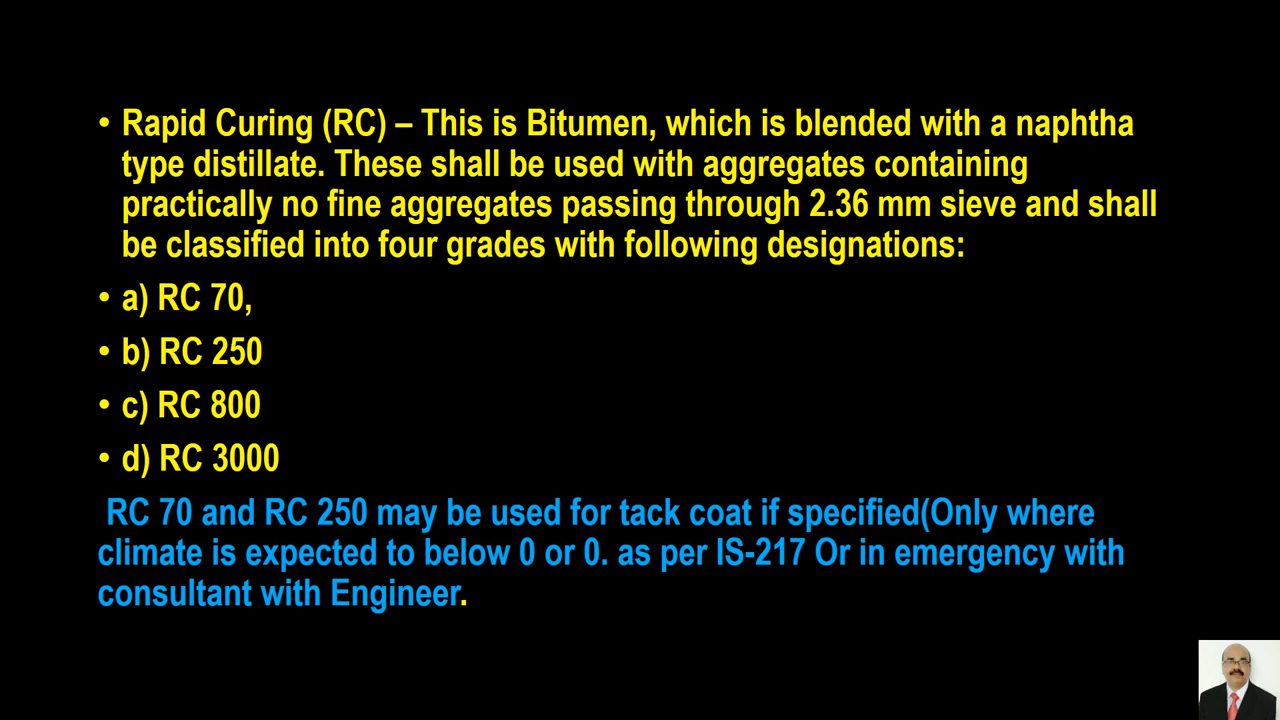 • Rapid Curing (RC) – This is Bitumen, which is blended with a naphtha
type distillate. These shall be used with aggregates containing
practically no fine aggregates passing through 2.36 mm sieve and shall
be classified into four grades with following designations:
• a) RC 70,
• b) RC 250
• c) RC 800
• d) RC 3000
RC 70 and RC 250 may be used for tack coat if specified(Only where
climate is expected to below 0 or 0. as per IS-217 Or in emergency with
consultant with Engineer.